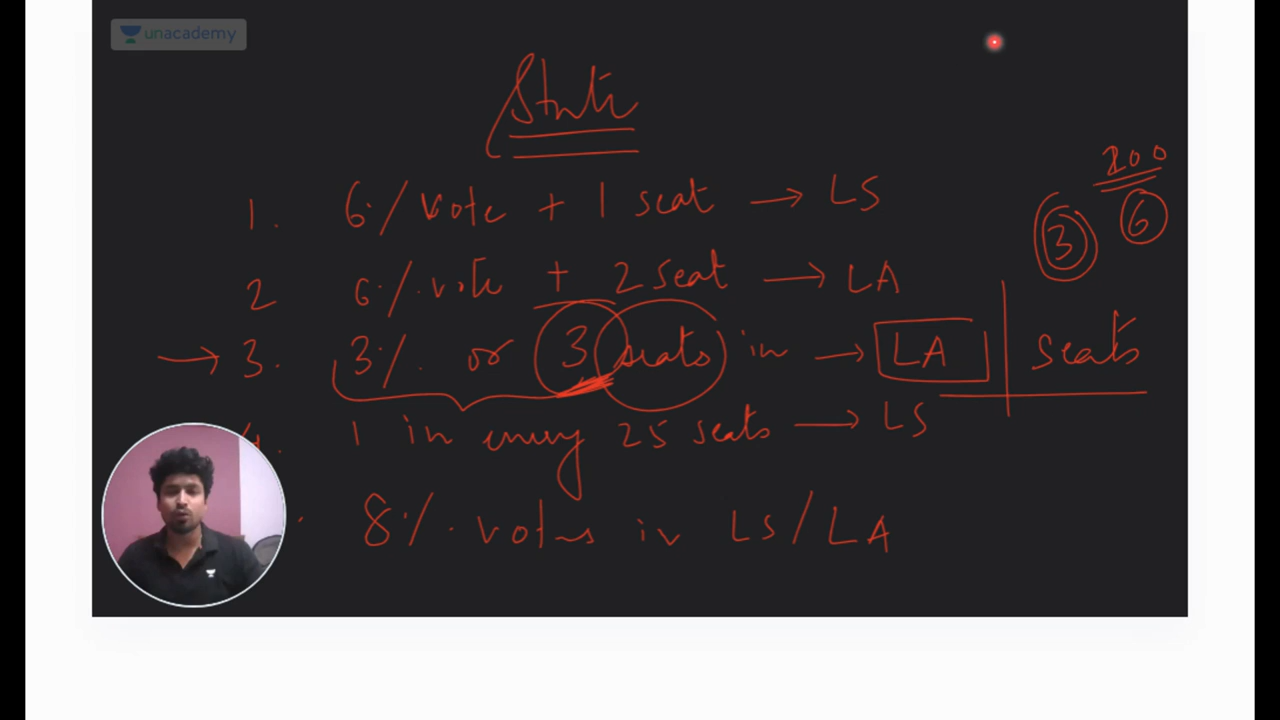 unacademy
State
200
3 6
1. 6% vote + 1 seat → LS
2 6%. vote + 2 seat → LA
→ 3. 3%. or 3 seats in → LA | seats
4. 1 in every 25 seats → LS
. 8%. votes in LS/LA